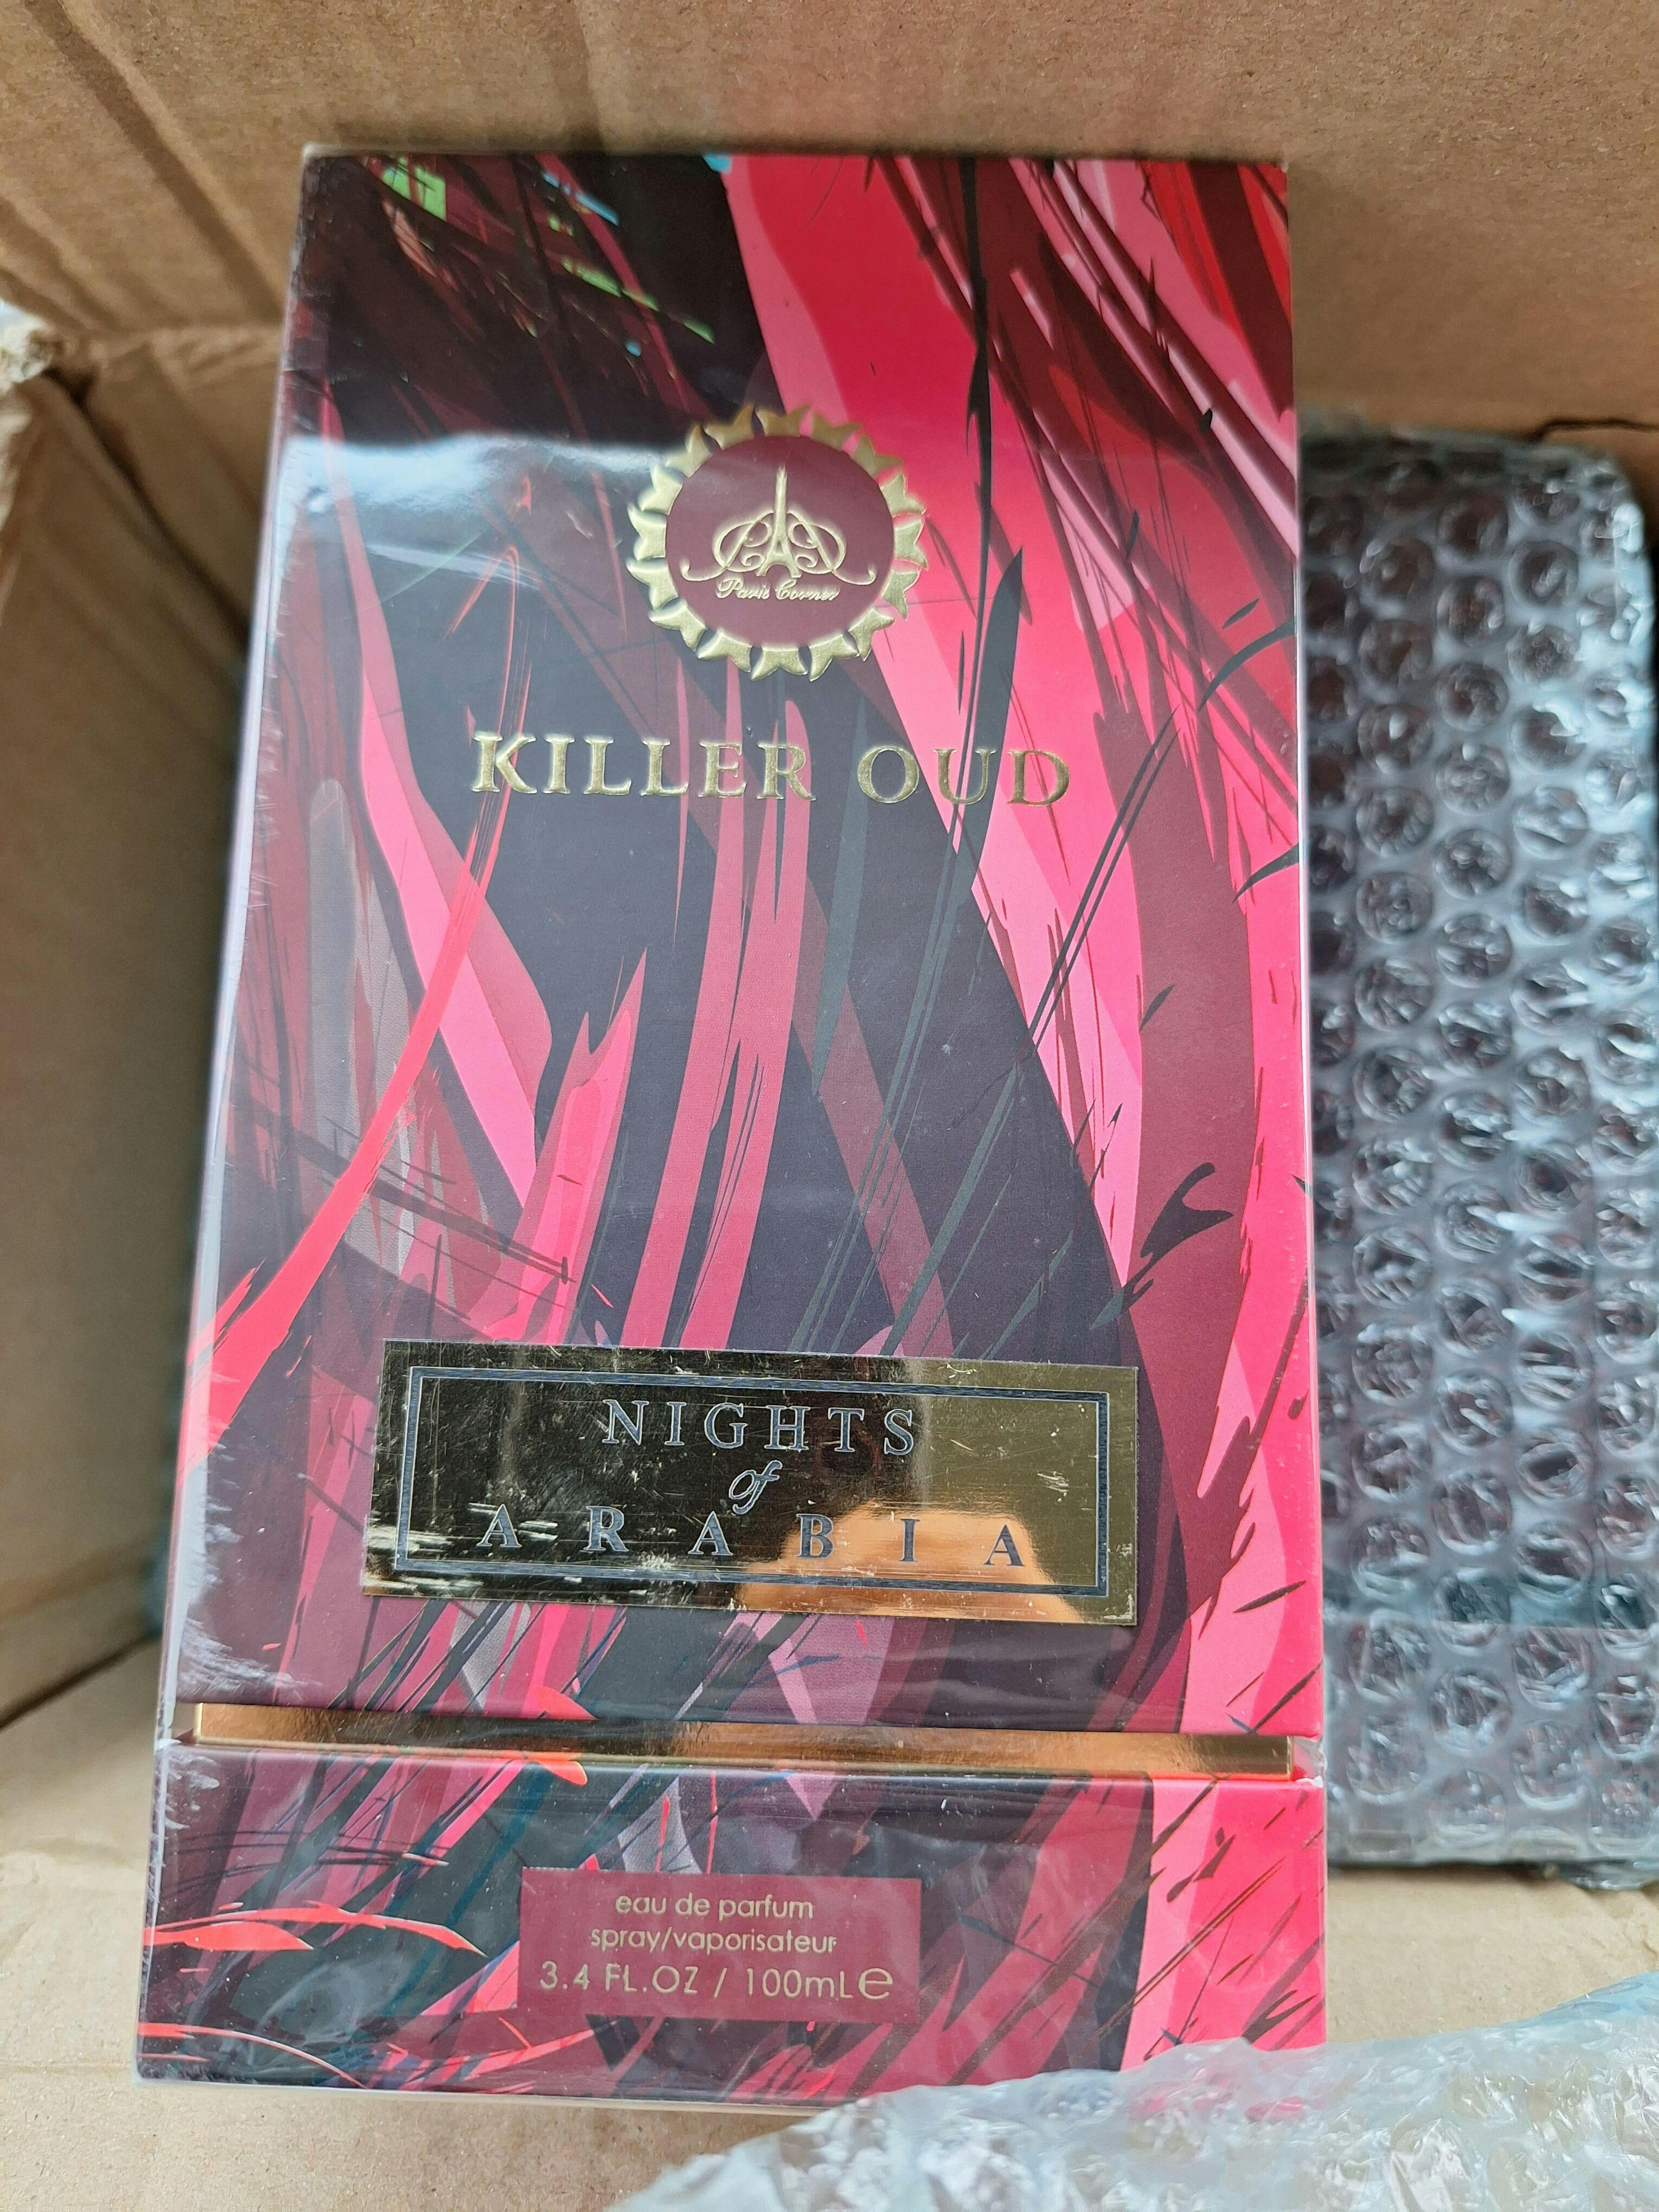 Paris Corner
KILLER OUD
NIGHTS
of
ARABIA
eau de parfum
spray/vaporisateur
3.4 FL.OZ / 100mL e